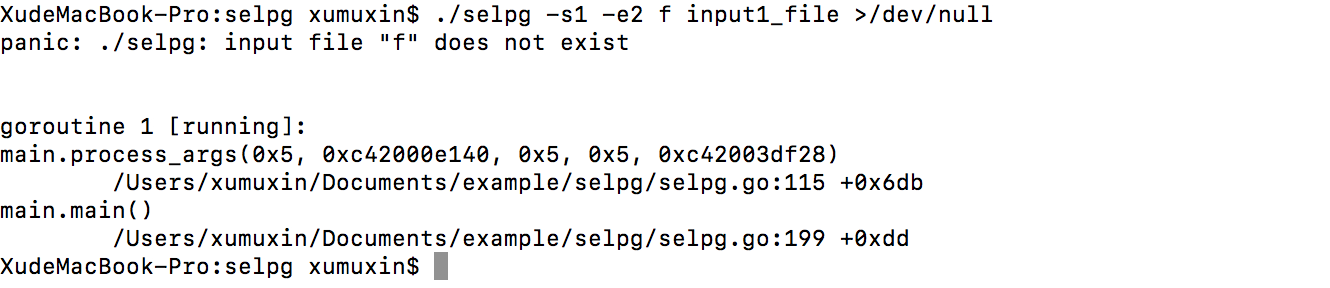 XudeMacBook-Pro:selpg xumuxin$ ./selpg -s1 -e2 f input1_file >/dev/null
panic: ./selpg: input file "f" does not exist
goroutine 1 [running]:
main.process_args(0x5, 0xc42000e140, 0x5, 0x5, 0xc42003df28)
/Users/xumuxin/Documents/example/selpg/selpg.go:115 +0x6db
main.main()
/Users/xumuxin/Documents/example/selpg/selpg.go:199 +0xdd
XudeMacBook-Pro:selpg xumuxin$